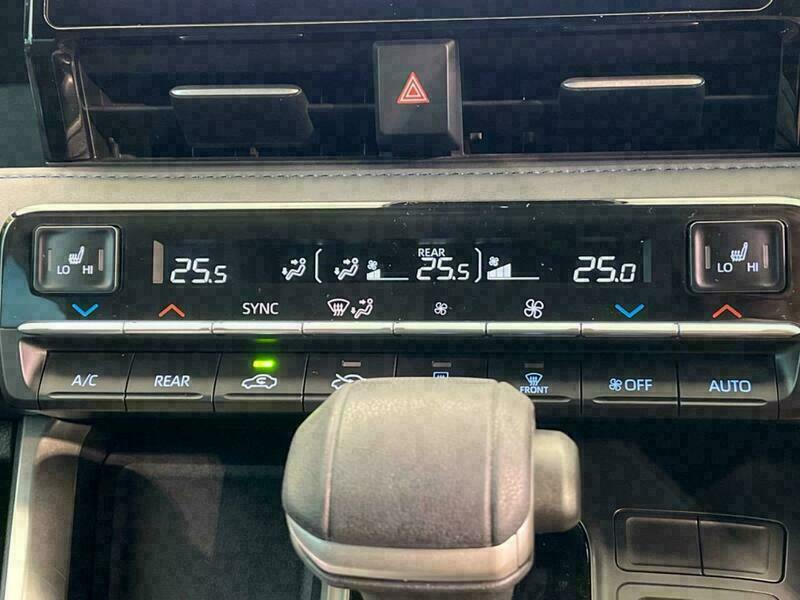 LO HI
25.5
REAR
25.5
25.0
LO HI
SYNC
A/C
REAR
FRONT
OFF
AUTO